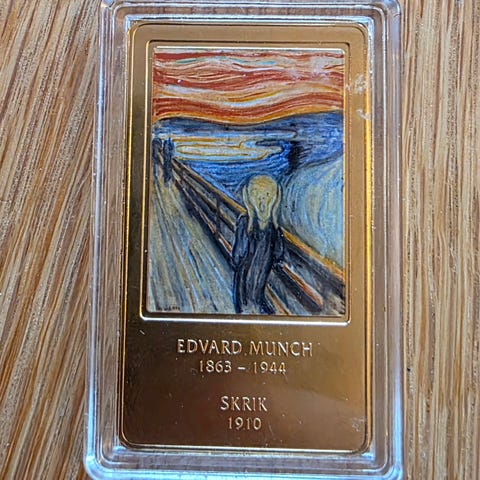 EDVARD MUNCH
1863 – 1944
SKRIK
1910